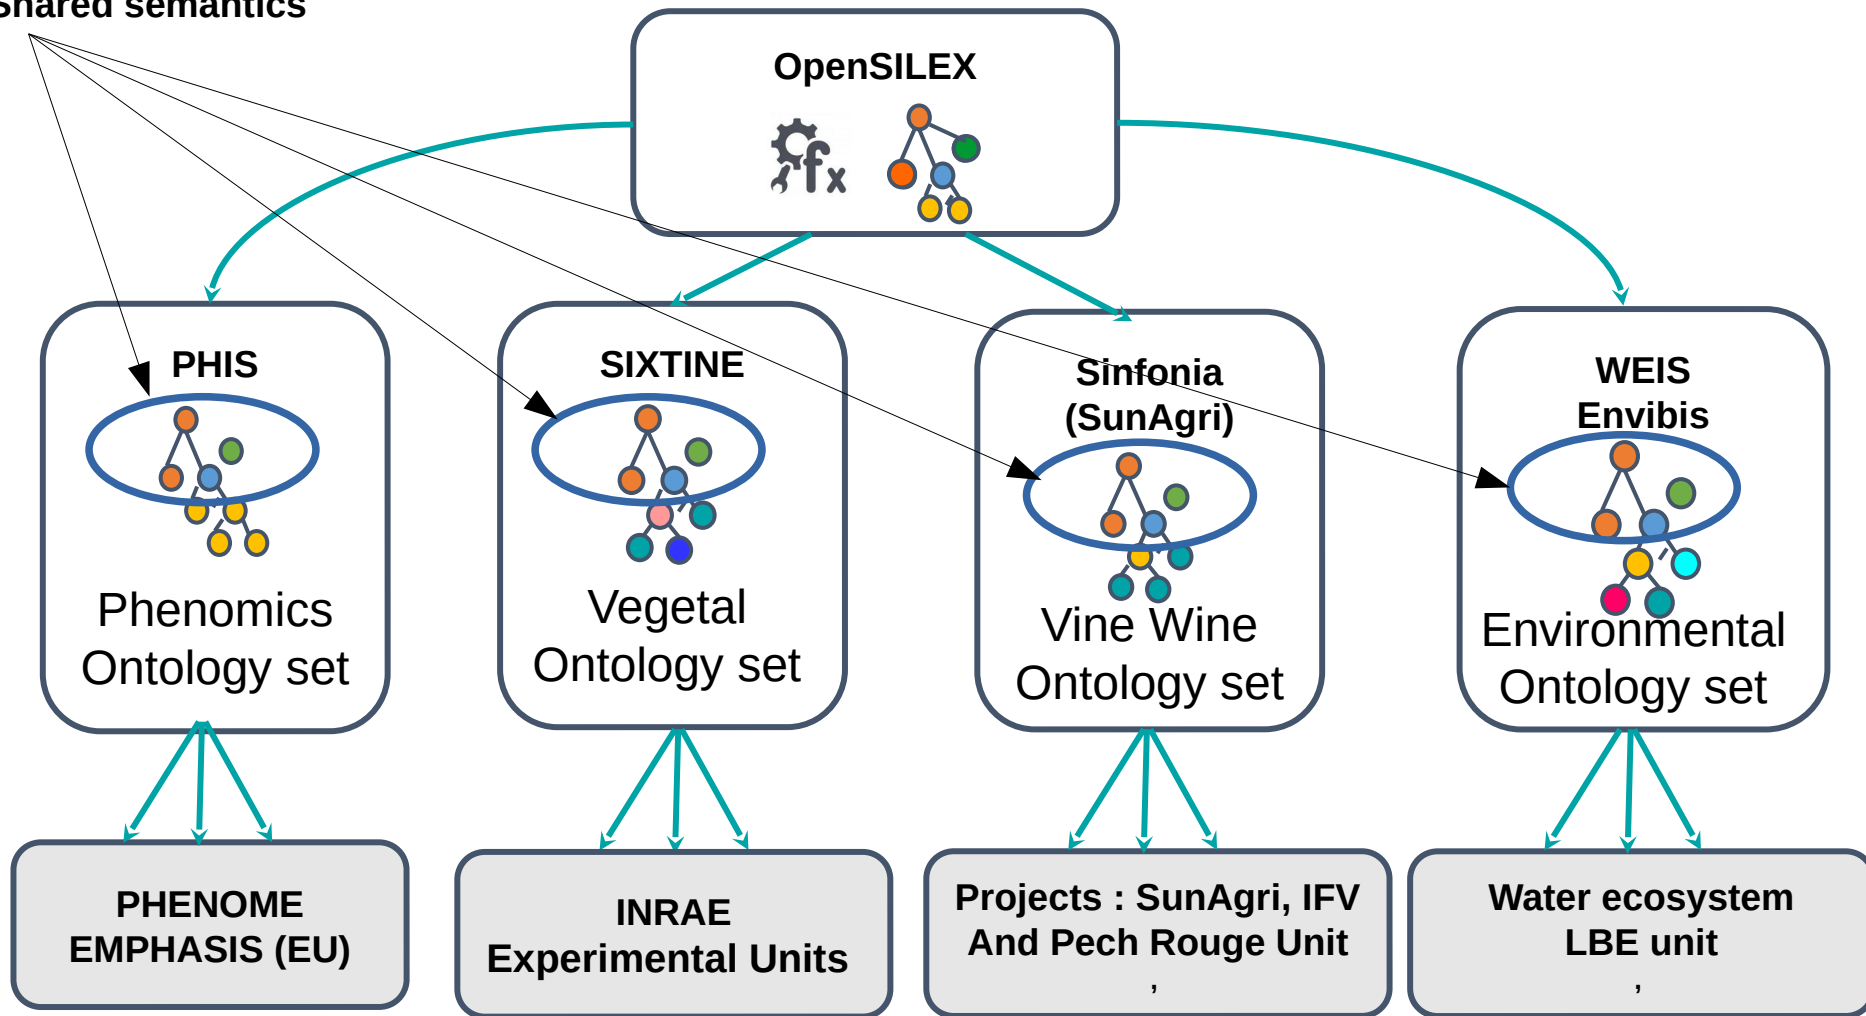 Shared semantics
OpenSILEX
fx
PHIS
SIXTINE
Sinfonia
(SunAgri)
WEIS
Envibis
Phenomics
Ontology set
Vegetal
Ontology set
Vine Wine
Ontology set
Environmental
Ontology set
PHENOME
EMPHASIS (EU)
INRAE
Experimental Units
Projects : SunAgri, IFV
And Pech Rouge Unit
,
Water ecosystem
LBE unit
,